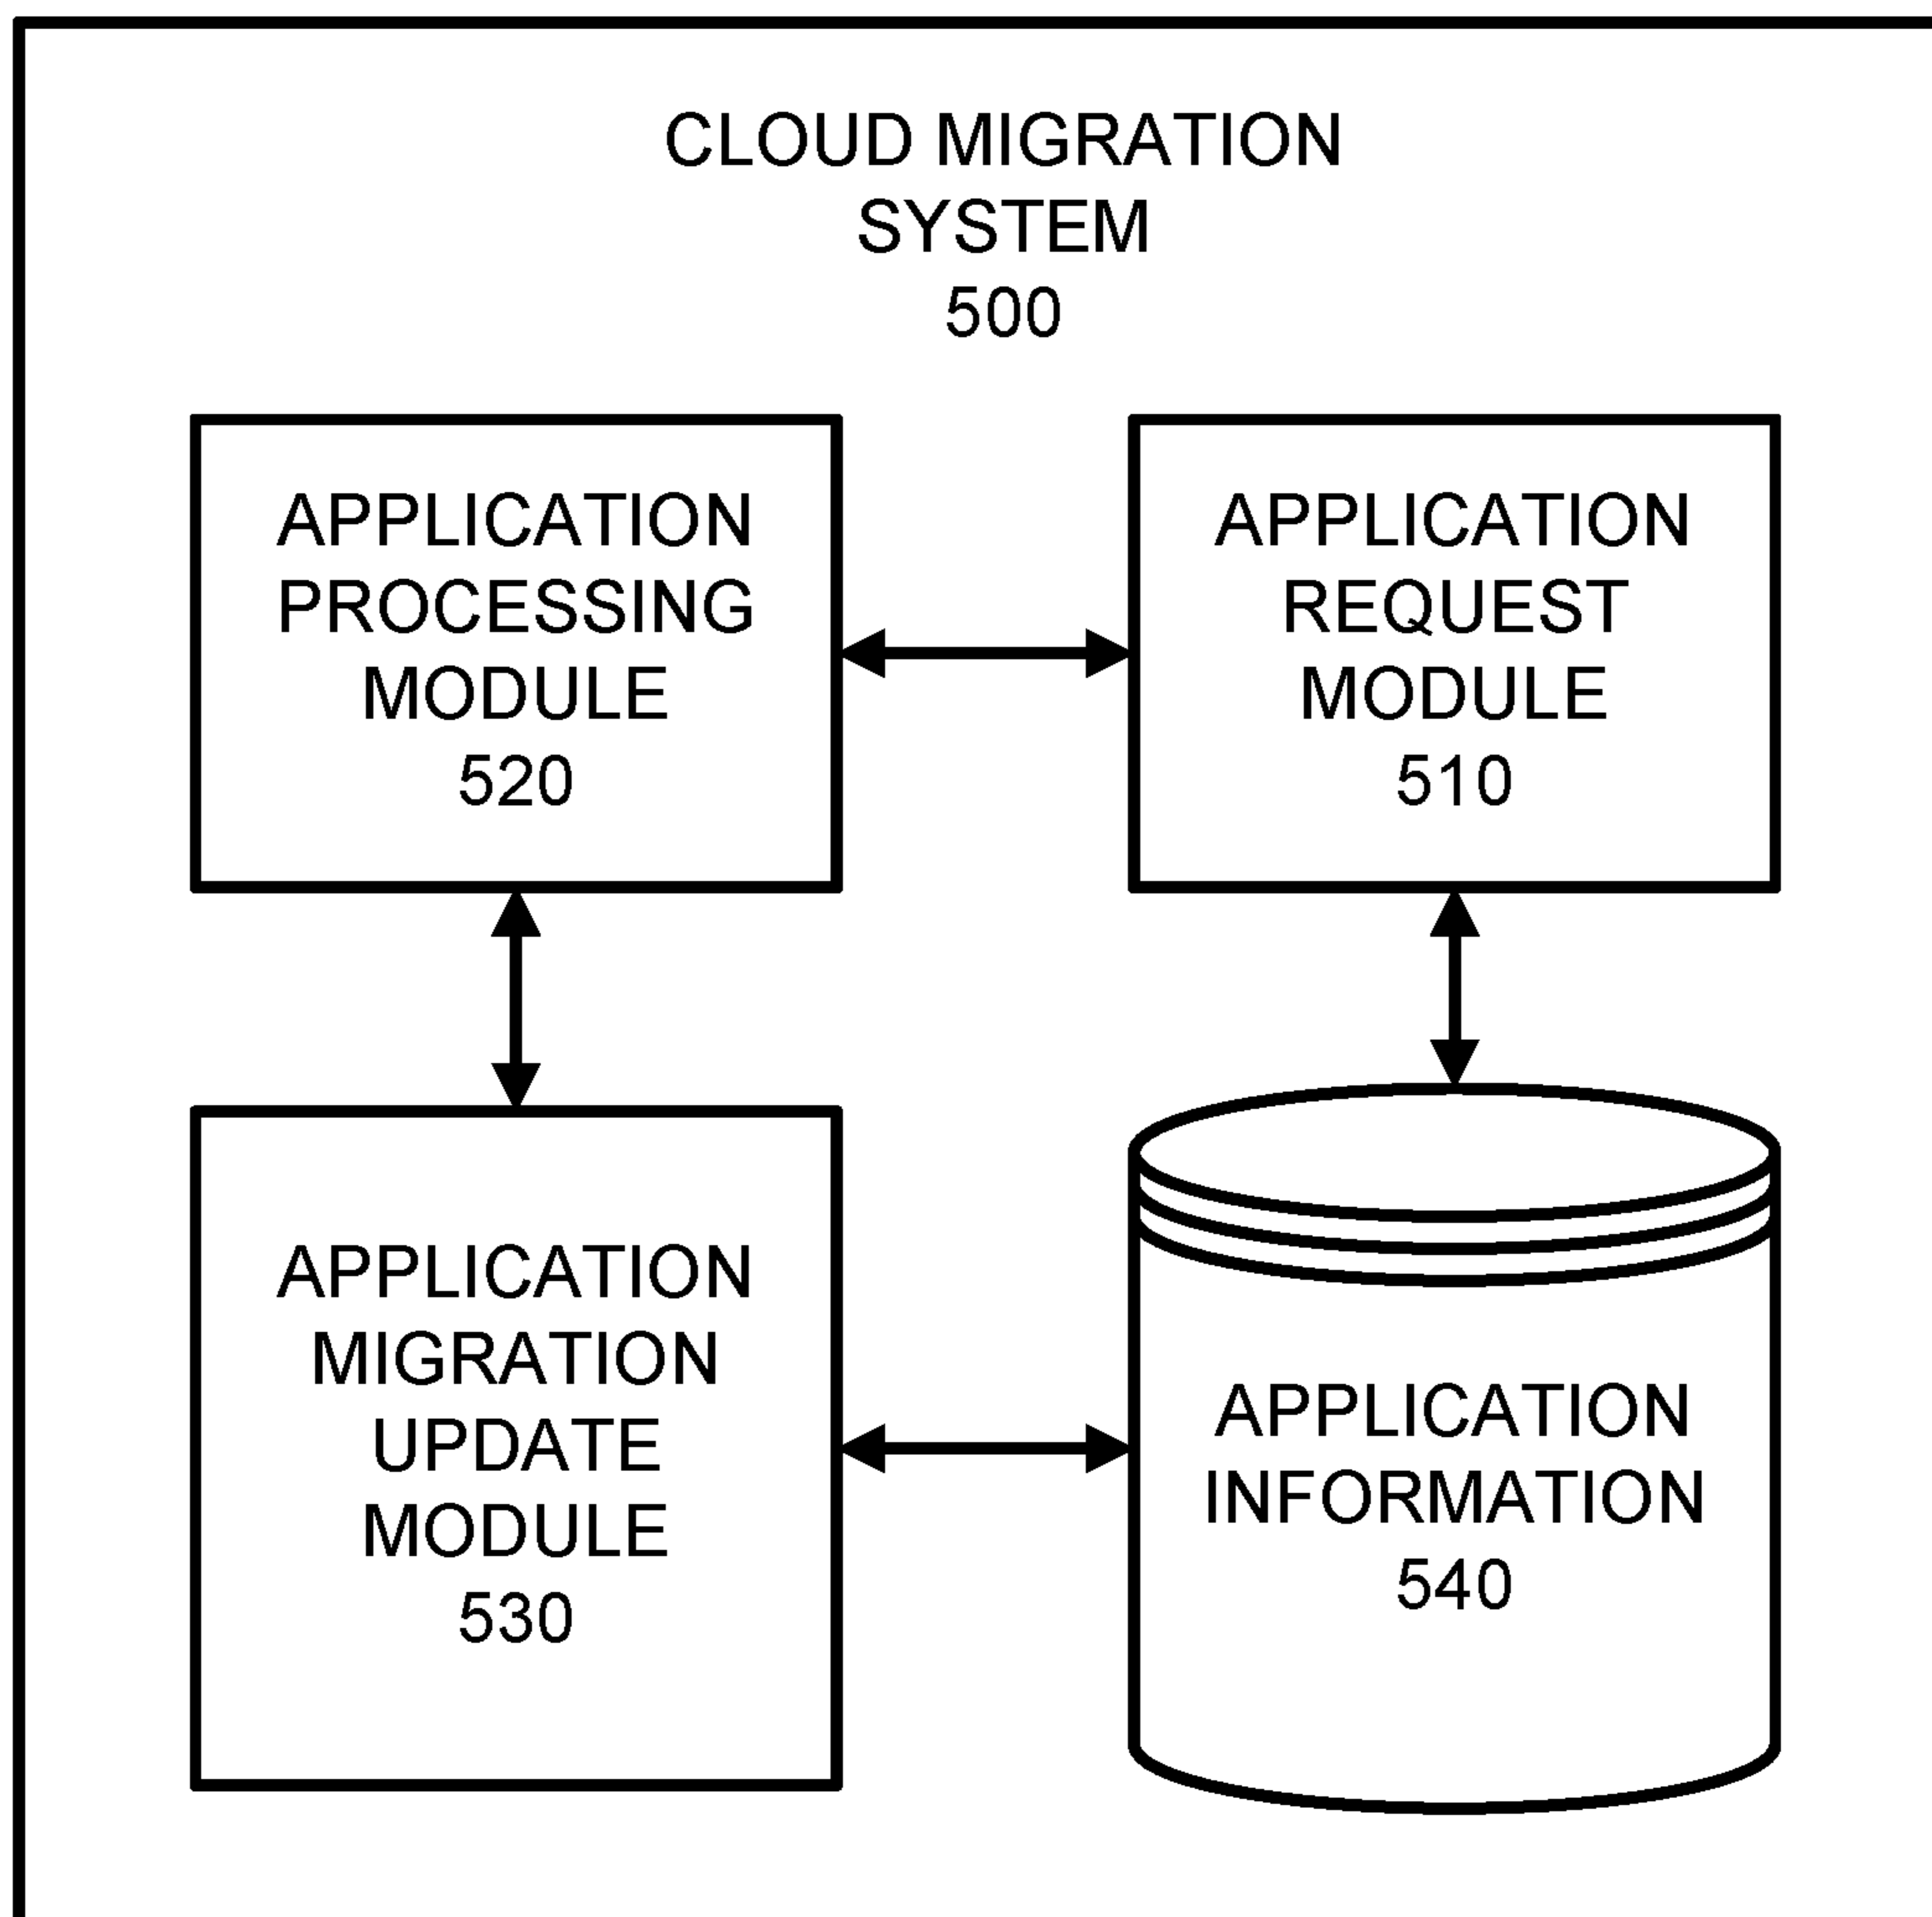 CLOUD MIGRATION
SYSTEM
500
APPLICATION
PROCESSING
MODULE
520
APPLICATION
REQUEST
MODULE
510
APPLICATION
MIGRATION
UPDATE
MODULE
530
APPLICATION
INFORMATION
540